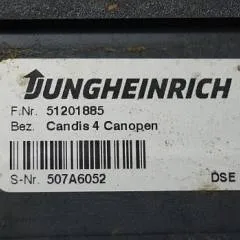 JUNGHEINRICH
F.Nr. 51201885
Bez. Candis 4 Canopen
S-Nr. 507A6052 DSE